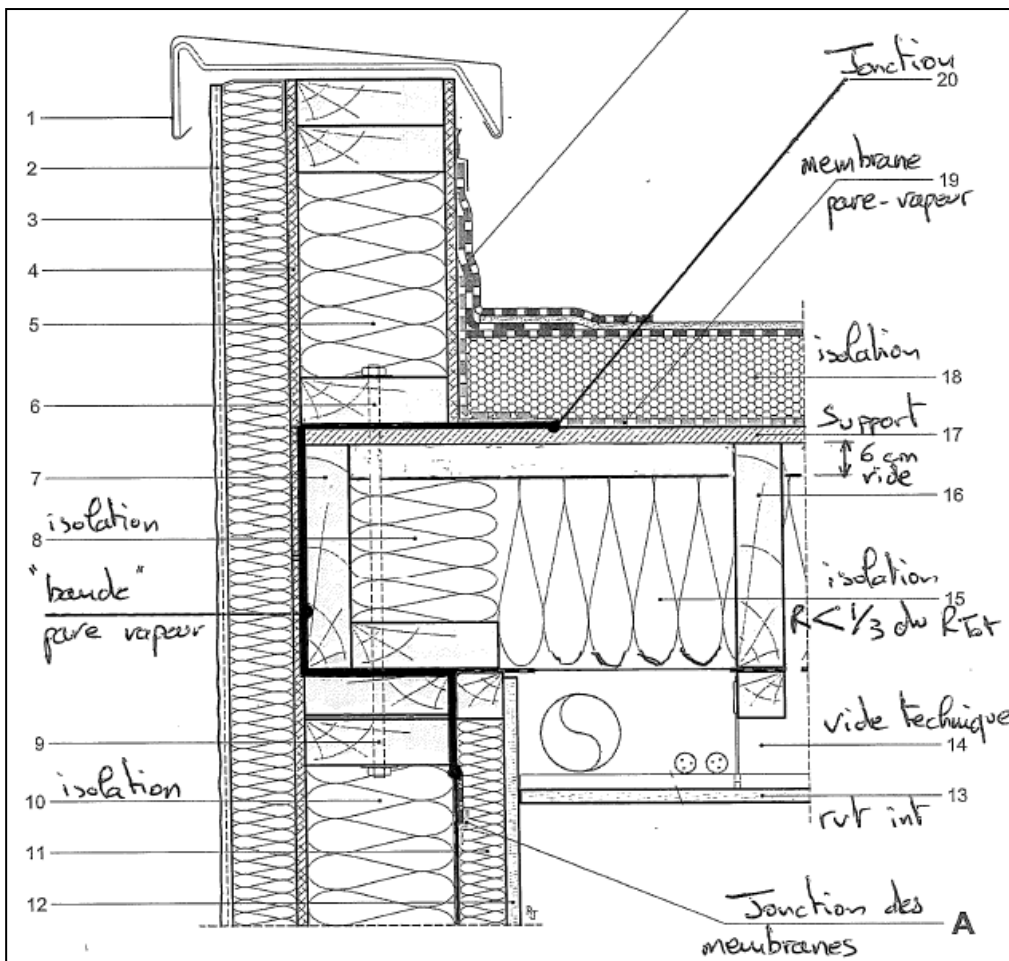 1
2
3
4
5
6
7
isolation
8
"bande"
pare vapeur
9
isolation
10
11
12
Jonction
20
membrane
19
pare-vapeur
isolation
18
Support
17
6 cm
vide
16
isolation
15
R < 1/3 du RTot
vide technique
14
13
rvt int
Jonction des
A
membranes